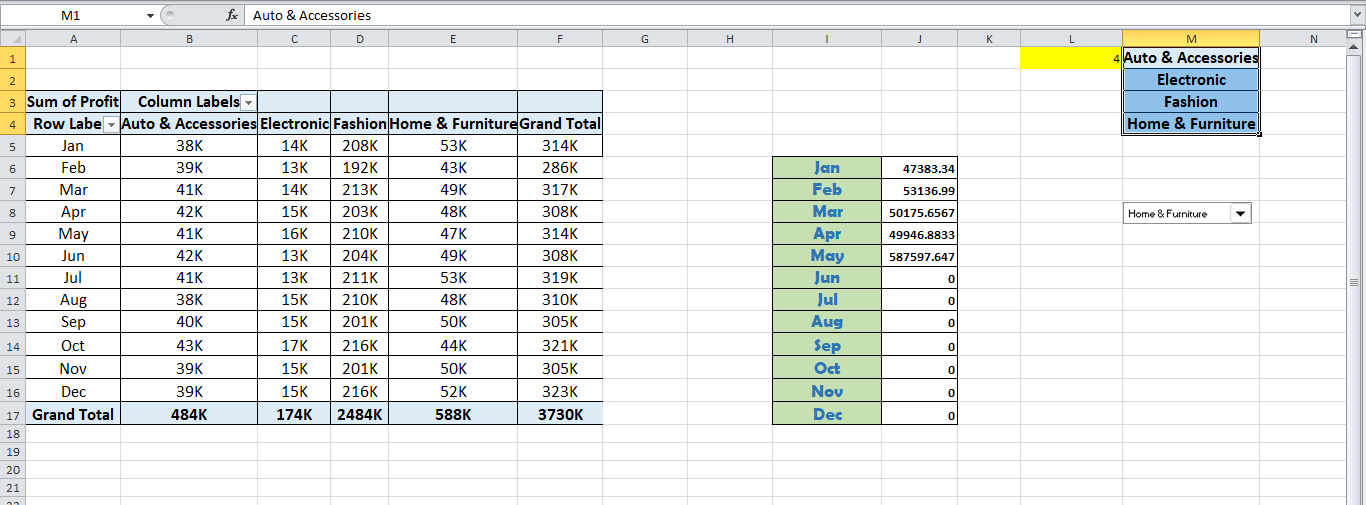 M1 fx Auto & Accessories
A B C D E F G H I J K L M N
1 4 Auto & Accessories
2 Electronic
3 Sum of Profit Column Labels Fashion
4 Row Labe Auto & Accessories Electronic Fashion Home & Furniture Grand Total Home & Furniture
5 Jan 38K 14K 208K 53K 314K
6 Feb 39K 13K 192K 43K 286K Jan 47383.34
7 Mar 41K 14K 213K 49K 317K Feb 53136.99
8 Apr 42K 15K 203K 48K 308K Mar 50175.6567 Home & Furniture
9 May 41K 16K 210K 47K 314K Apr 49946.8833
10 Jun 42K 13K 204K 49K 308K May 587597.647
11 Jul 41K 13K 211K 53K 319K Jun 0
12 Aug 38K 15K 210K 48K 310K Jul 0
13 Sep 40K 15K 201K 50K 305K Aug 0
14 Oct 43K 17K 216K 44K 321K Sep 0
15 Nov 39K 15K 201K 50K 305K Oct 0
16 Dec 39K 15K 216K 52K 323K Nov 0
17 Grand Total 484K 174K 2484K 588K 3730K Dec 0
18
19
20
21